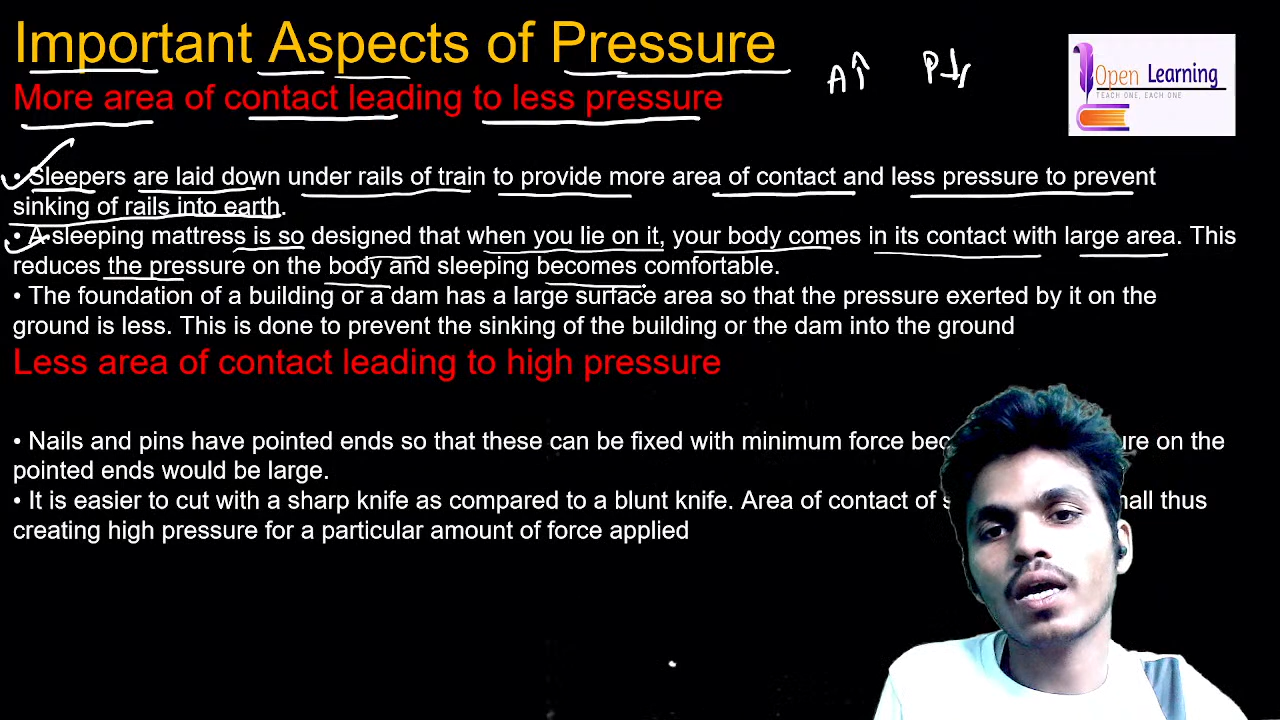 Important Aspects of Pressure
A↑ P↓
Open Learning
TEACH ONE, EACH ONE
More area of contact leading to less pressure
• Sleepers are laid down under rails of train to provide more area of contact and less pressure to prevent
sinking of rails into earth.
• A sleeping mattress is so designed that when you lie on it, your body comes in its contact with large area. This
reduces the pressure on the body and sleeping becomes comfortable.
• The foundation of a building or a dam has a large surface area so that the pressure exerted by it on the
ground is less. This is done to prevent the sinking of the building or the dam into the ground
Less area of contact leading to high pressure
• Nails and pins have pointed ends so that these can be fixed with minimum force on the
pointed ends would be large.
• It is easier to cut with a sharp knife as compared to a blunt knife. Area of contact of thus
creating high pressure for a particular amount of force applied